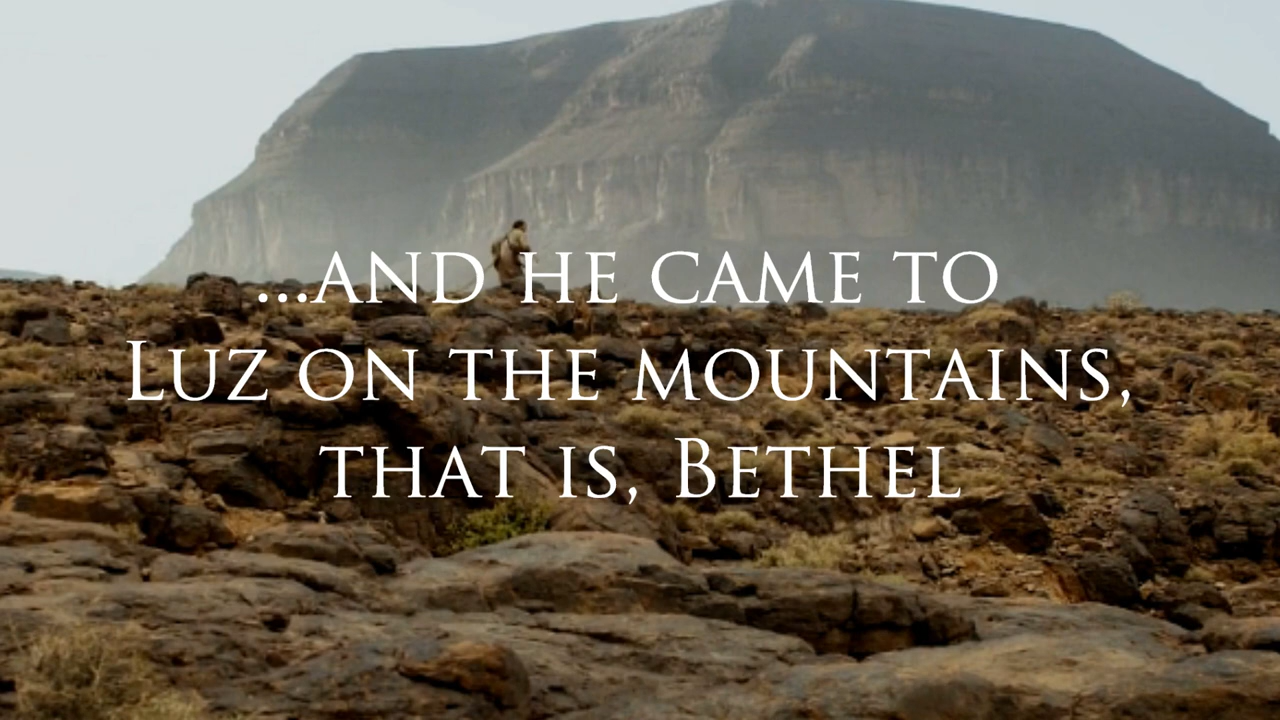 ...and he came to
Luz on the mountains,
that is, Bethel